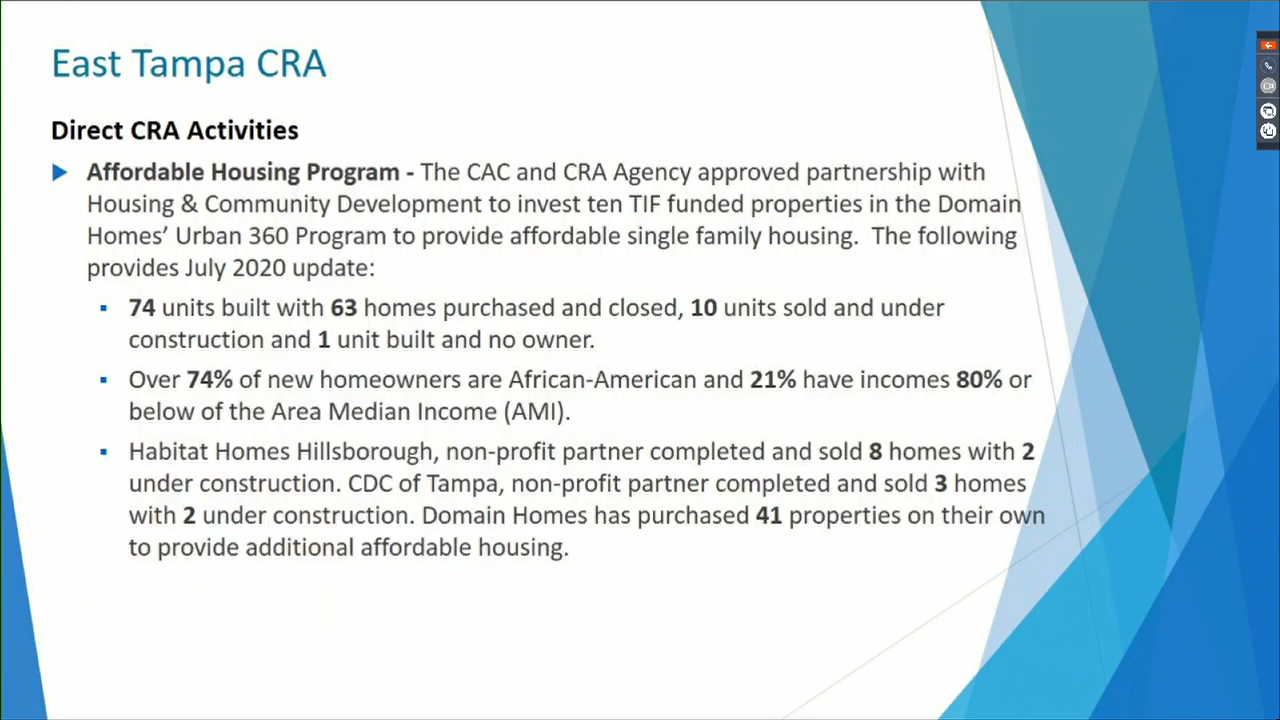 East Tampa CRA
Direct CRA Activities
Affordable Housing Program - The CAC and CRA Agency approved partnership with
Housing & Community Development to invest ten TIF funded properties in the Domain
Homes’ Urban 360 Program to provide affordable single family housing.  The following
provides July 2020 update:
74 units built with 63 homes purchased and closed, 10 units sold and under
construction and 1 unit built and no owner.
Over 74% of new homeowners are African-American and 21% have incomes 80% or
below of the Area Median Income (AMI).
Habitat Homes Hillsborough, non-profit partner completed and sold 8 homes with 2
under construction. CDC of Tampa, non-profit partner completed and sold 3 homes
with 2 under construction. Domain Homes has purchased 41 properties on their own
to provide additional affordable housing.